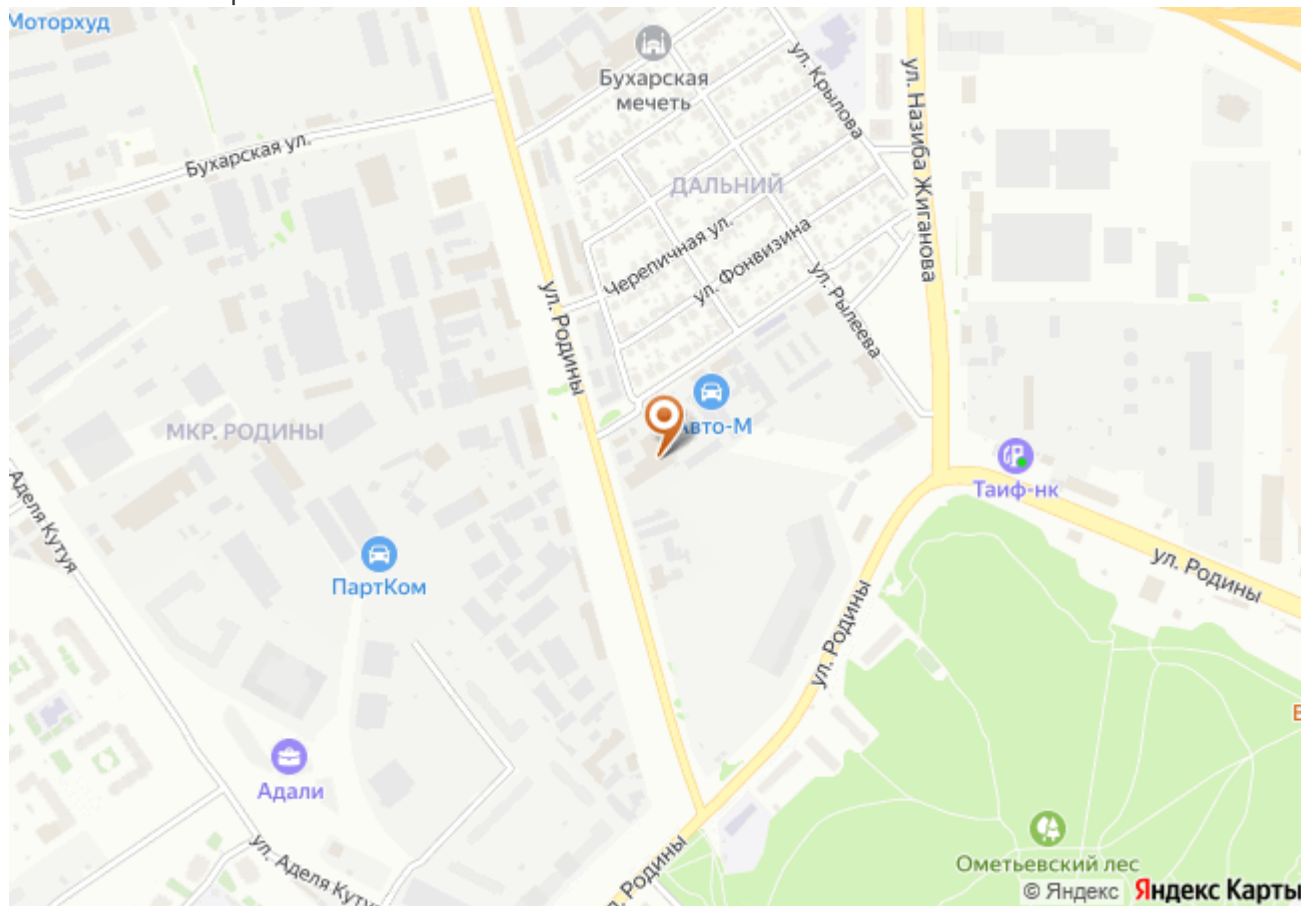 Моторхуд
Бухарская
мечеть
ул. Крылова
ул. Назиба Жиганова
Бухарская ул.
ДАЛЬНИЙ
Черепичная ул.
ул. Фонвизина
ул. Рылеева
ул. Родины
Авто-М
МКР. РОДИНЫ
Таиф-нк
Аделя Кутуя
ПартКом
ул. Родины
ул. Родины
Адали
ул. Аделя Кутуя
Ометьевский лес
. Родины
© Яндекс Яндекс Карты